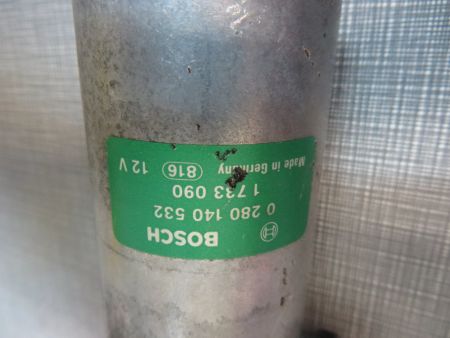 BOSCH
0 280 140 532
1 733 090
12 V 816 Made in Germany